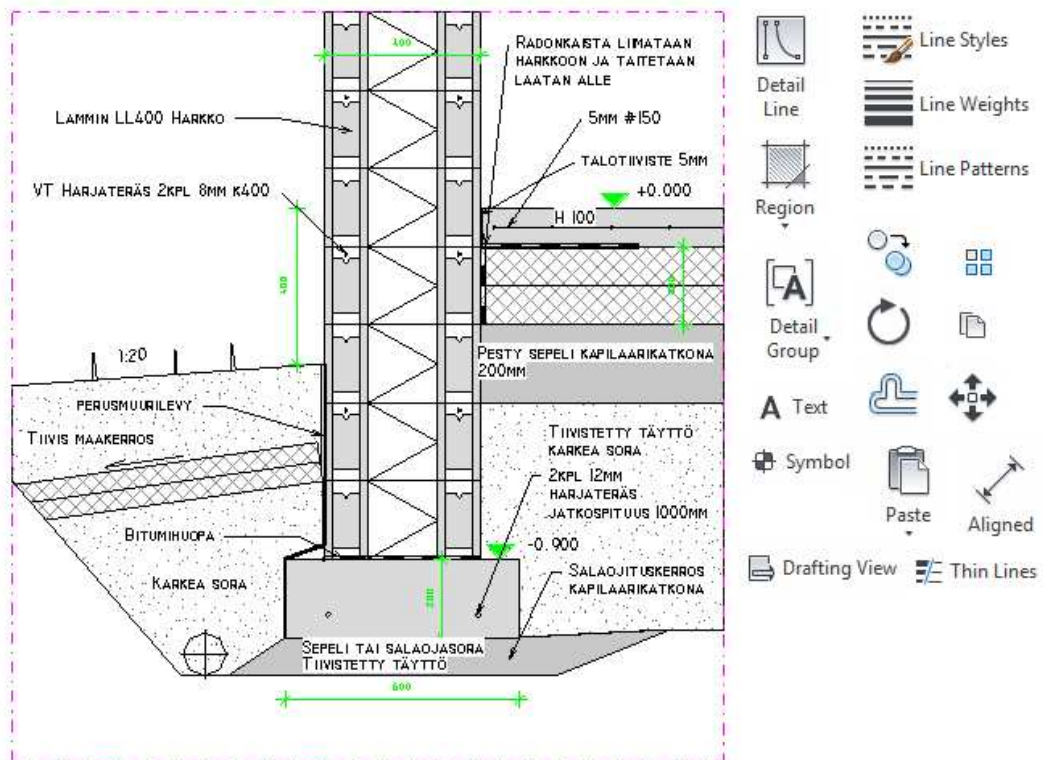 400
RADONKAISTA LIIMATAAN
HARKKOON JA TAITETAAN
LAATAN ALLE
LAMMIN LL400 HARKKO
5MM #150
TALOTIIVISTE 5MM
VT HARJATERÄS 2KPL 8MM K400
+0.000
H 100
400
1:20
PESTY SEPELI KAPILAARIKATKONA
200MM
PERUSMUURILEVY
TIIVIS MAAKERROS
TIIVISTETTY TÄYTTÖ
KARKEA SORA
2KPL 12MM
HARJATERÄS
JATKOSPITUUS 1000MM
BITUMIHUOPA
-0.900
KARKEA SORA
SALAOJITUSKERROS
KAPILAARIKATKONA
200
SEPELI TAI SALAOJASORA
TIIVISTETTY TÄYTTÖ
600
Detail
Line
Line Styles
Line Weights
Region
Line Patterns
A
Detail
Group
A Text
Symbol
Paste
Aligned
Drafting View
Thin Lines